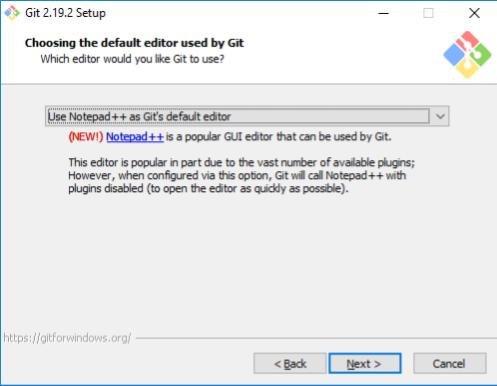 Git 2.19.2 Setup
Choosing the default editor used by Git
Which editor would you like Git to use?
Use Notepad++ as Git's default editor
(NEW!) Notepad++ is a popular GUI editor that can be used by Git.
This editor is popular in part due to the vast number of available plugins;
However, when configured via this option, Git will call Notepad++ with
plugins disabled (to open the editor as quickly as possible).
https://gitforwindows.org/
< Back
Next >
Cancel